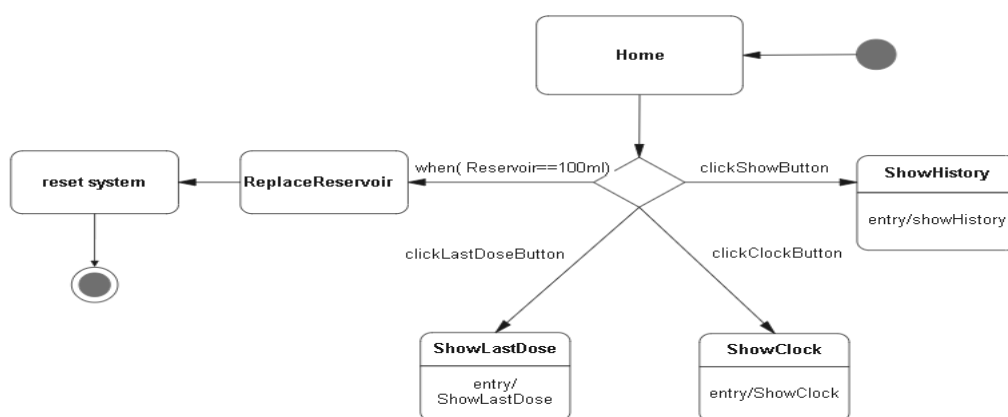 Home
reset system
ReplaceReservoir
when( Reservoir==100ml)
clickShowButton
ShowHistory
entry/showHistory
clickLastDoseButton
clickClockButton
ShowLastDose
entry/
ShowLastDose
ShowClock
entry/ShowClock